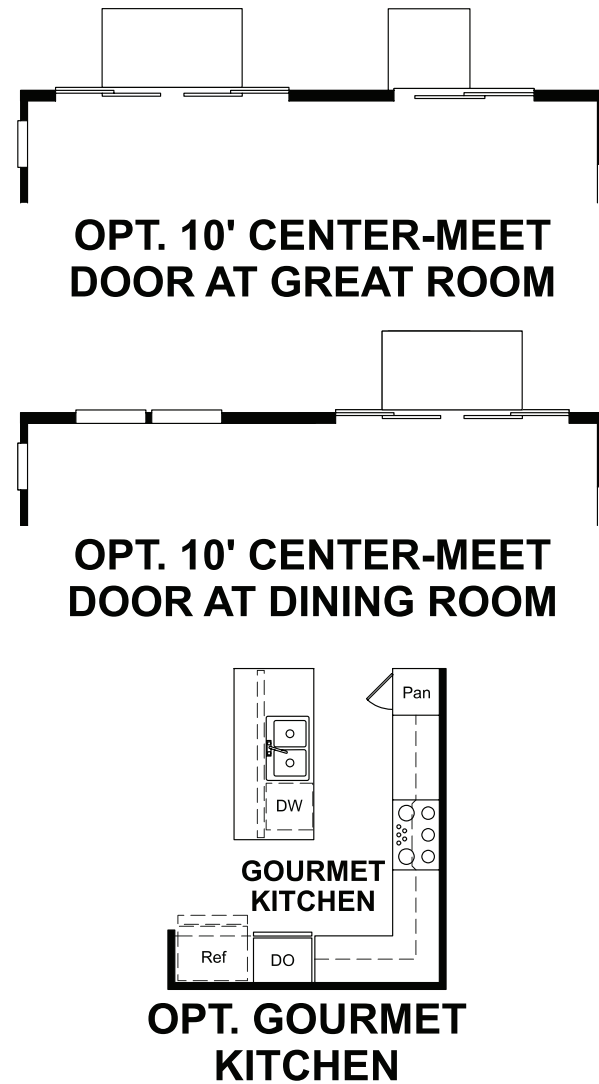 OPT. 10' CENTER-MEET
DOOR AT GREAT ROOM
OPT. 10' CENTER-MEET
DOOR AT DINING ROOM
Pan
DW
GOURMET
KITCHEN
Ref
DO
OPT. GOURMET
KITCHEN